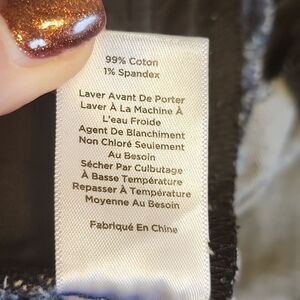 99% Coton
1% Spandex
Laver Avant De Porter
Laver À La Machine À
L'eau Froide
Agent De Blanchiment
Non Chloré Seulement
Au Besoin
Sécher Par Culbutage
À Basse Température
Repasser À Température
Moyenne Au Besoin
Fabriqué En Chine